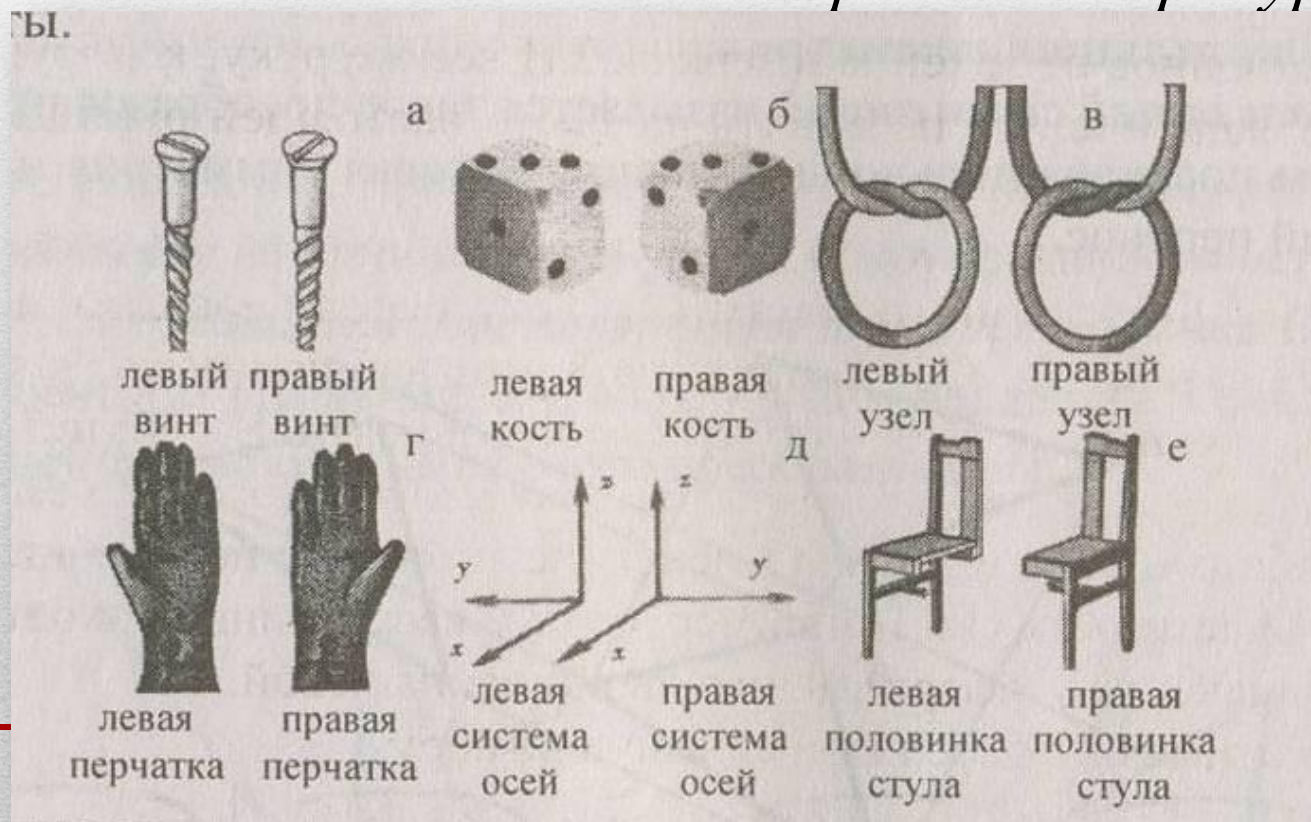 ты.
а
б
в
левый
винт
правый
винт
левая
кость
правая
кость
левый
узел
правый
узел
г
д
е
z
y
x
z
y
x
левая
перчатка
правая
перчатка
левая
система
осей
правая
система
осей
левая
половинка
стула
правая
половинка
стула